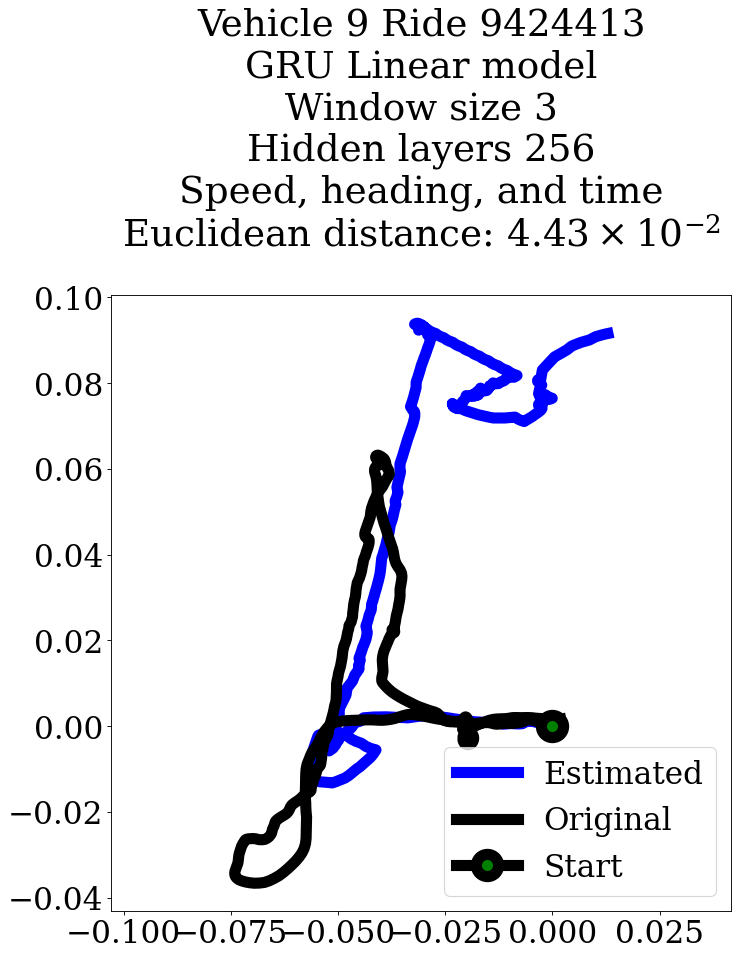 Vehicle 9 Ride 9424413
GRU Linear model
Window size 3
Hidden layers 256
Speed, heading, and time
Euclidean distance: 4.43 × 10⁻²
0.10
0.08
0.06
0.04
0.02
0.00
−0.02
−0.04
Estimated
Original
Start
−0.100 −0.075 −0.050 −0.025 0.000 0.025